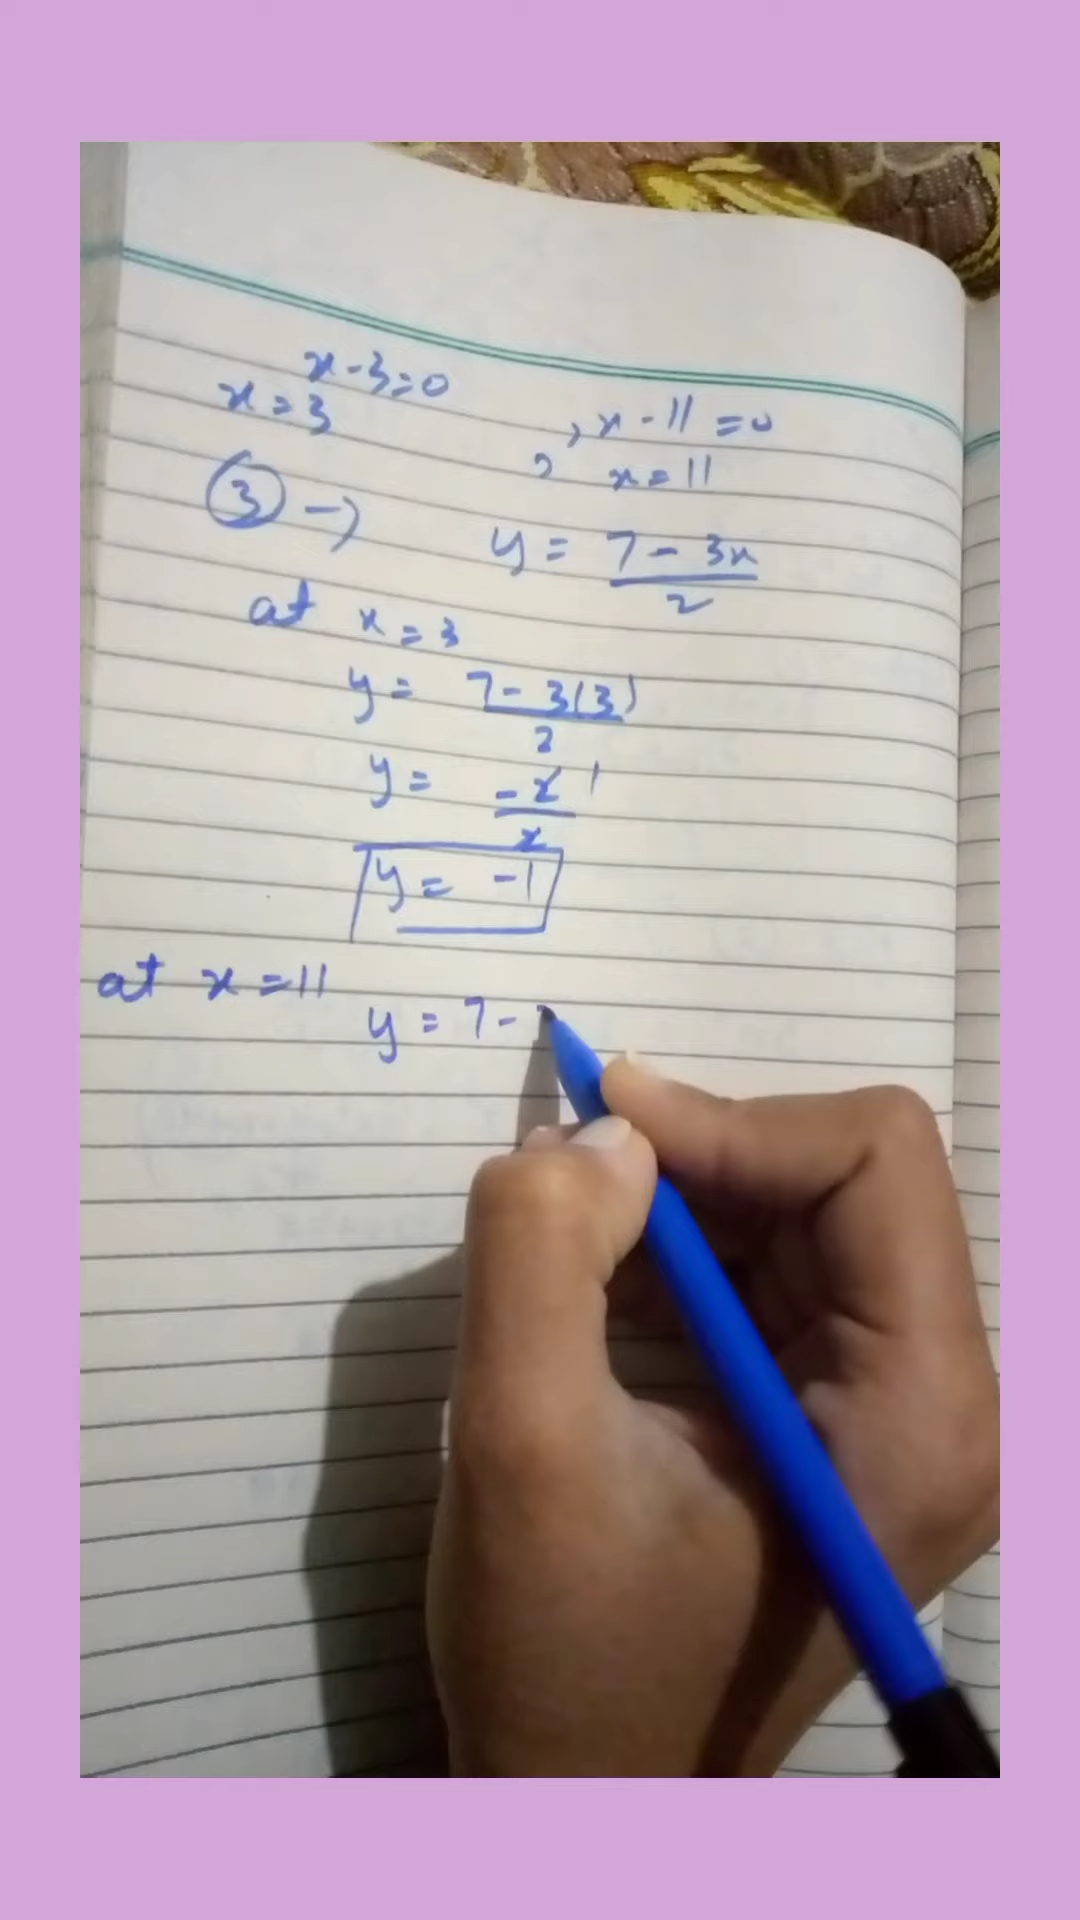 x-3=0
x=3
, x-11=0
, x=11
③ → y = 7-3x / 2
at x=3
y = 7-3(3) / 2
y = -2 1 / 2
y = -1
at x=11
y = 7-